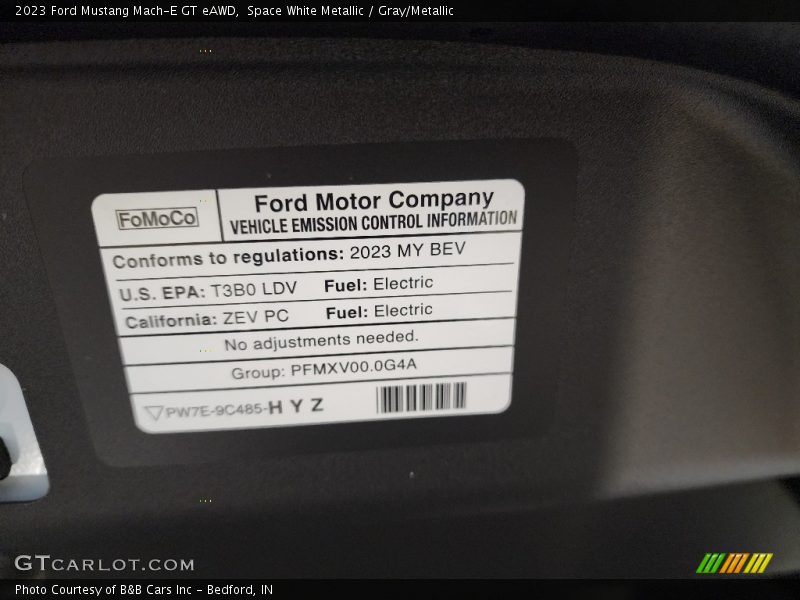 2023 Ford Mustang Mach-E GT eAWD,  Space White Metallic / Gray/Metallic
FoMoCo
Ford Motor Company
VEHICLE EMISSION CONTROL INFORMATION
Conforms to regulations: 2023 MY BEV
U.S. EPA: T3B0 LDV Fuel: Electric
California: ZEV PC Fuel: Electric
No adjustments needed.
Group: PFMXV00.0G4A
PW7E-9C485-H Y Z
GTCARLOT.COM
Photo Courtesy of B&B Cars Inc - Bedford, IN